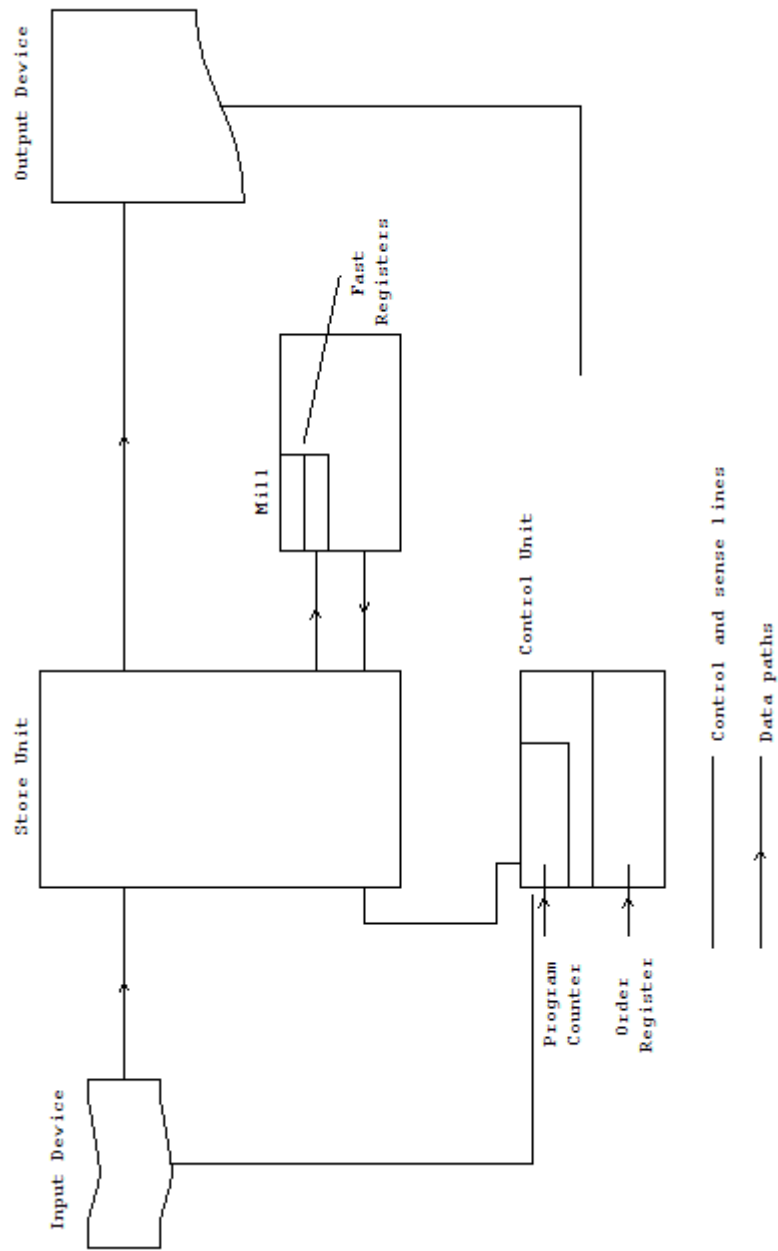 Input Device
Store Unit
Output Device
Mill
Fast
Registers
Control Unit
Program
Counter
Order
Register
Control and sense lines
Data paths